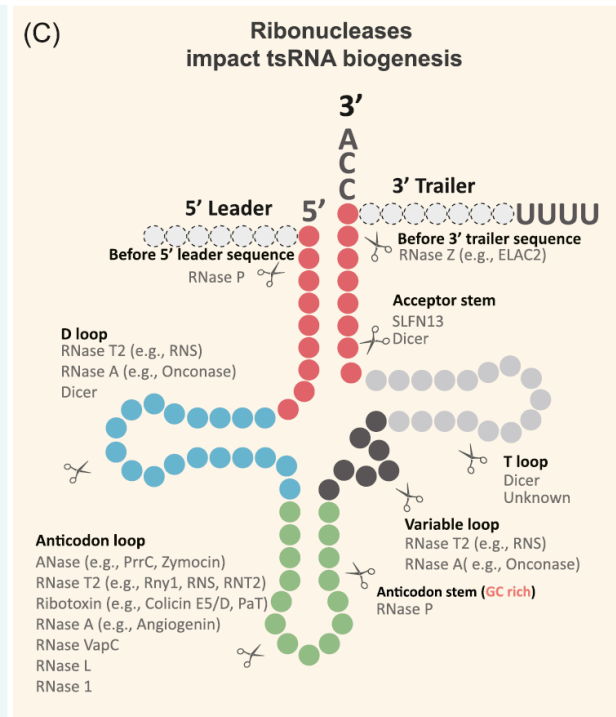 (C)
Ribonucleases
impact tsRNA biogenesis
3’
A
C
C
5’ Leader
5’
3’ Trailer
UUUU
Before 5’ leader sequence
RNase P
Before 3’ trailer sequence
RNase Z (e.g., ELAC2)
Acceptor stem
SLFN13
Dicer
D loop
RNase T2 (e.g., RNS)
RNase A (e.g., Onconase)
Dicer
T loop
Dicer
Unknown
Variable loop
RNase T2 (e.g., RNS)
RNase A( e.g., Onconase)
Anticodon stem (GC rich)
RNase P
Anticodon loop
ANase (e.g., PrrC, Zymocin)
RNase T2 (e.g., Rny1, RNS, RNT2)
Ribotoxin (e.g., Colicin E5/D, PaT)
RNase A (e.g., Angiogenin)
RNase VapC
RNase L
RNase 1